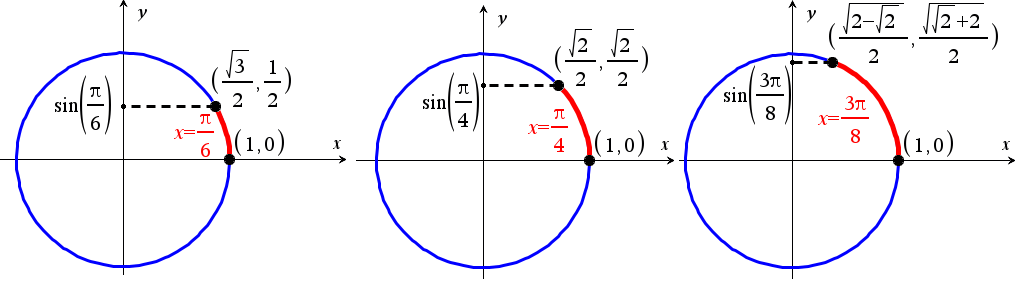 y
(√3/2, 1/2)
sin(π/6)
x=π/6
(1,0)
x
y
(√2/2, √2/2)
sin(π/4)
x=π/4
(1,0)
x
y
(√(2-√2)/2, √(√2+2)/2)
sin(3π/8)
x=3π/8
(1,0)
x